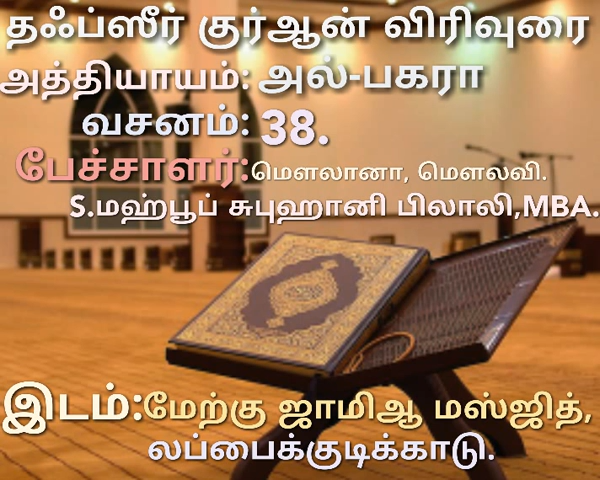 தஃப்ஸீர் குர்ஆன் விரிவுரை
அத்தியாயம்: அல்-பகரா
வசனம்: 38.
பேச்சாளர்:மௌலானா, மௌலவி.
S.மஹ்பூப் சுபுஹானி பிலாலி,MBA.
இடம்:மேற்கு ஜாமிஆ மஸ்ஜித்,
லப்பைக்குடிக்காடு.